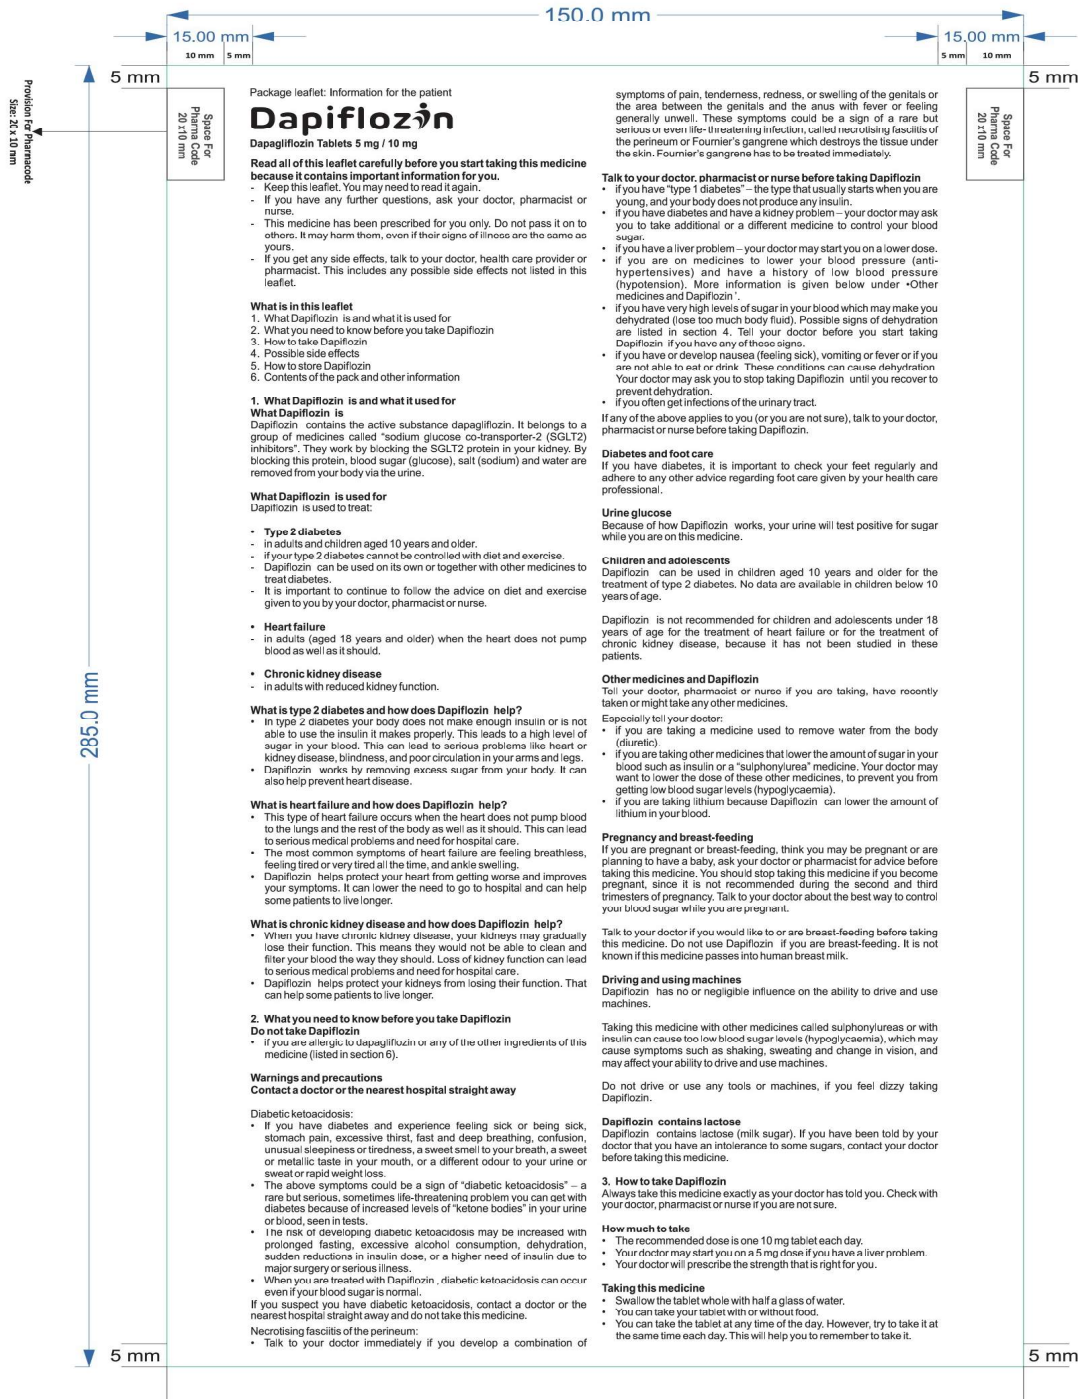 150.0 mm
15.00 mm
15.00 mm
10 mm 5 mm
5 mm 10 mm
5 mm
5 mm
Provision For Pharmacode
Size: 20 x 10 mm
Space For
Pharma Code
20 x10 mm
Space For
Pharma Code
20 x10 mm
285.0 mm
Package leaflet: Information for the patient
Dapiflozin
Dapagliflozin Tablets 5 mg / 10 mg
Read all of this leaflet carefully before you start taking this medicine
because it contains important information for you.
- Keep this leaflet. You may need to read it again.
- If you have any further questions, ask your doctor, pharmacist or
nurse.
- This medicine has been prescribed for you only. Do not pass it on to
others. It may harm them, even if their signs of illness are the same as
yours.
- If you get any side effects, talk to your doctor, health care provider or
pharmacist. This includes any possible side effects not listed in this
leaflet.
What is in this leaflet
1. What Dapiflozin is and what it is used for
2. What you need to know before you take Dapiflozin
3. How to take Dapiflozin
4. Possible side effects
5. How to store Dapiflozin
6. Contents of the pack and other information
1. What Dapiflozin is and what it used for
What Dapiflozin is
Dapiflozin contains the active substance dapagliflozin. It belongs to a
group of medicines called “sodium glucose co-transporter-2 (SGLT2)
inhibitors”. They work by blocking the SGLT2 protein in your kidney. By
blocking this protein, blood sugar (glucose), salt (sodium) and water are
removed from your body via the urine.
What Dapiflozin is used for
Dapiflozin is used to treat:
- Type 2 diabetes
- in adults and children aged 10 years and older.
- if your type 2 diabetes cannot be controlled with diet and exercise.
- Dapiflozin can be used on its own or together with other medicines to
treat diabetes.
- It is important to continue to follow the advice on diet and exercise
given to you by your doctor, pharmacist or nurse.
• Heart failure
- in adults (aged 18 years and older) when the heart does not pump
blood as well as it should.
• Chronic kidney disease
- in adults with reduced kidney function.
What is type 2 diabetes and how does Dapiflozin help?
• In type 2 diabetes your body does not make enough insulin or is not
able to use the insulin it makes properly. This leads to a high level of
sugar in your blood. This can lead to serious problems like heart or
kidney disease, blindness, and poor circulation in your arms and legs.
• Dapiflozin works by removing excess sugar from your body. It can
also help prevent heart disease.
What is heart failure and how does Dapiflozin help?
• This type of heart failure occurs when the heart does not pump blood
to the lungs and the rest of the body as well as it should. This can lead
to serious medical problems and need for hospital care.
• The most common symptoms of heart failure are feeling breathless,
feeling tired or very tired all the time, and ankle swelling.
• Dapiflozin helps protect your heart from getting worse and improves
your symptoms. It can lower the need to go to hospital and can help
some patients to live longer.
What is chronic kidney disease and how does Dapiflozin help?
• When you have chronic kidney disease, your kidneys may gradually
lose their function. This means they would not be able to clean and
filter your blood the way they should. Loss of kidney function can lead
to serious medical problems and need for hospital care.
• Dapiflozin helps protect your kidneys from losing their function. That
can help some patients to live longer.
2. What you need to know before you take Dapiflozin
Do not take Dapiflozin
• if you are allergic to dapagliflozin or any of the other ingredients of this
medicine (listed in section 6).
Warnings and precautions
Contact a doctor or the nearest hospital straight away
Diabetic ketoacidosis:
• If you have diabetes and experience feeling sick or being sick,
stomach pain, excessive thirst, fast and deep breathing, confusion,
unusual sleepiness or tiredness, a sweet smell to your breath, a sweet
or metallic taste in your mouth, or a different odour to your urine or
sweat or rapid weight loss.
• The above symptoms could be a sign of “diabetic ketoacidosis” – a
rare but serious, sometimes life-threatening problem you can get with
diabetes because of increased levels of “ketone bodies” in your urine
or blood, seen in tests.
• The risk of developing diabetic ketoacidosis may be increased with
prolonged fasting, excessive alcohol consumption, dehydration,
sudden reductions in insulin dose, or a higher need of insulin due to
major surgery or serious illness.
• When you are treated with Dapiflozin , diabetic ketoacidosis can occur
even if your blood sugar is normal.
If you suspect you have diabetic ketoacidosis, contact a doctor or the
nearest hospital straight away and do not take this medicine.
Necrotising fasciitis of the perineum:
• Talk to your doctor immediately if you develop a combination of
symptoms of pain, tenderness, redness, or swelling of the genitals or
the area between the genitals and the anus with fever or feeling
generally unwell. These symptoms could be a sign of a rare but
serious or even life- threatening infection, called necrotising fasciitis of
the perineum or Fournier’s gangrene which destroys the tissue under
the skin. Fournier’s gangrene has to be treated immediately.
Talk to your doctor. pharmacist or nurse before taking Dapiflozin
• if you have “type 1 diabetes” – the type that usually starts when you are
young, and your body does not produce any insulin.
• if you have diabetes and have a kidney problem – your doctor may ask
you to take additional or a different medicine to control your blood
sugar.
• if you have a liver problem – your doctor may start you on a lower dose.
• if you are on medicines to lower your blood pressure (anti-
hypertensives) and have a history of low blood pressure
(hypotension). More information is given below under •Other
medicines and Dapiflozin ’.
• if you have very high levels of sugar in your blood which may make you
dehydrated (lose too much body fluid). Possible signs of dehydration
are listed in section 4. Tell your doctor before you start taking
Dapiflozin if you have any of these signs.
• if you have or develop nausea (feeling sick), vomiting or fever or if you
are not able to eat or drink. These conditions can cause dehydration.
Your doctor may ask you to stop taking Dapiflozin until you recover to
prevent dehydration.
• if you often get infections of the urinary tract.
If any of the above applies to you (or you are not sure), talk to your doctor,
pharmacist or nurse before taking Dapiflozin.
Diabetes and foot care
If you have diabetes, it is important to check your feet regularly and
adhere to any other advice regarding foot care given by your health care
professional.
Urine glucose
Because of how Dapiflozin works, your urine will test positive for sugar
while you are on this medicine.
Children and adolescents
Dapiflozin can be used in children aged 10 years and older for the
treatment of type 2 diabetes. No data are available in children below 10
years of age.
Dapiflozin is not recommended for children and adolescents under 18
years of age for the treatment of heart failure or for the treatment of
chronic kidney disease, because it has not been studied in these
patients.
Other medicines and Dapiflozin
Tell your doctor, pharmacist or nurse if you are taking, have recently
taken or might take any other medicines.
Especially tell your doctor:
• if you are taking a medicine used to remove water from the body
(diuretic).
• if you are taking other medicines that lower the amount of sugar in your
blood such as insulin or a “sulphonylurea” medicine. Your doctor may
want to lower the dose of these other medicines, to prevent you from
getting low blood sugar levels (hypoglycaemia).
• if you are taking lithium because Dapiflozin can lower the amount of
lithium in your blood.
Pregnancy and breast-feeding
If you are pregnant or breast-feeding, think you may be pregnant or are
planning to have a baby, ask your doctor or pharmacist for advice before
taking this medicine. You should stop taking this medicine if you become
pregnant, since it is not recommended during the second and third
trimesters of pregnancy. Talk to your doctor about the best way to control
your blood sugar while you are pregnant.
Talk to your doctor if you would like to or are breast-feeding before taking
this medicine. Do not use Dapiflozin if you are breast-feeding. It is not
known if this medicine passes into human breast milk.
Driving and using machines
Dapiflozin has no or negligible influence on the ability to drive and use
machines.
Taking this medicine with other medicines called sulphonylureas or with
insulin can cause too low blood sugar levels (hypoglycaemia), which may
cause symptoms such as shaking, sweating and change in vision, and
may affect your ability to drive and use machines.
Do not drive or use any tools or machines, if you feel dizzy taking
Dapiflozin.
Dapiflozin contains lactose
Dapiflozin contains lactose (milk sugar). If you have been told by your
doctor that you have an intolerance to some sugars, contact your doctor
before taking this medicine.
3. How to take Dapiflozin
Always take this medicine exactly as your doctor has told you. Check with
your doctor, pharmacist or nurse if you are not sure.
How much to take
• The recommended dose is one 10 mg tablet each day.
• Your doctor may start you on a 5 mg dose if you have a liver problem.
• Your doctor will prescribe the strength that is right for you.
Taking this medicine
• Swallow the tablet whole with half a glass of water.
• You can take your tablet with or without food.
• You can take the tablet at any time of the day. However, try to take it at
the same time each day. This will help you to remember to take it.
5 mm
5 mm